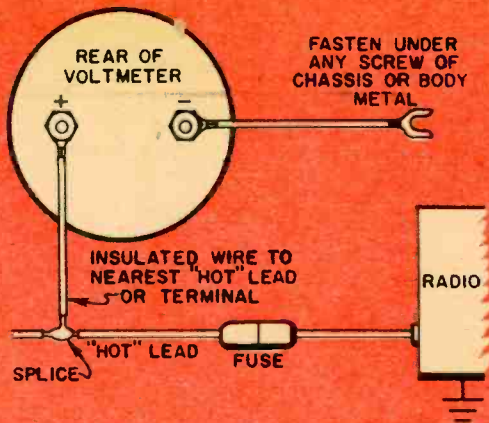 REAR OF
VOLTMETER
+
−
FASTEN UNDER
ANY SCREW OF
CHASSIS OR BODY
METAL
INSULATED WIRE TO
NEAREST "HOT" LEAD
OR TERMINAL
RADIO
"HOT" LEAD
FUSE
SPLICE